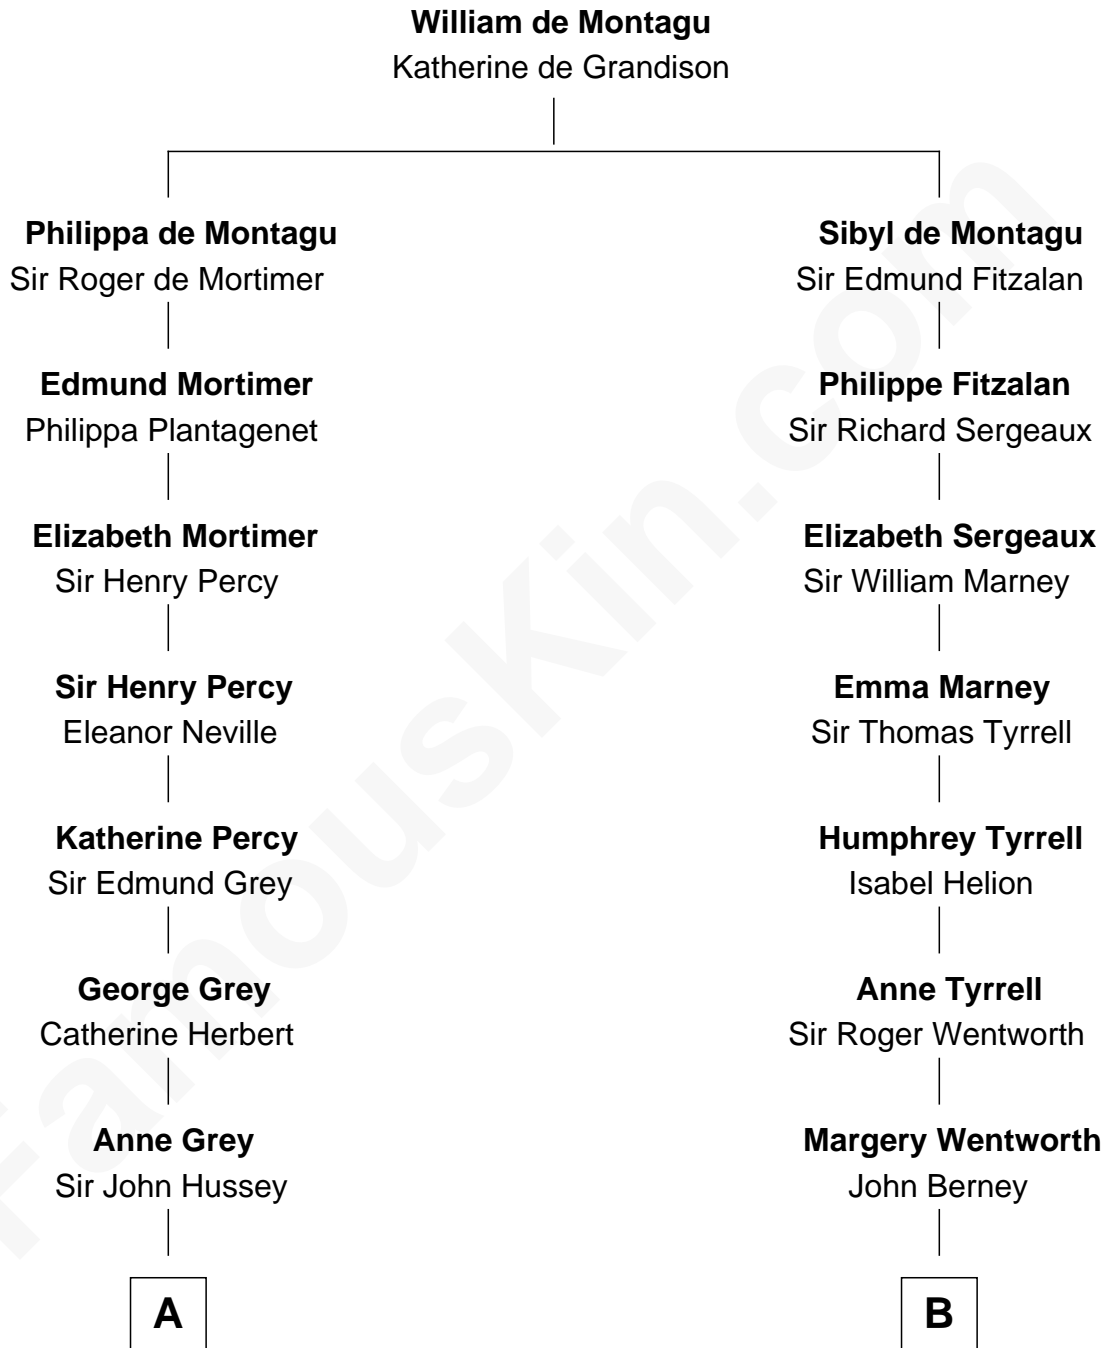 William de Montagu
Katherine de Grandison
Philippa de Montagu
Sir Roger de Mortimer
Sibyl de Montagu
Sir Edmund Fitzalan
Edmund Mortimer
Philippa Plantagenet
Philippe Fitzalan
Sir Richard Sergeaux
Elizabeth Mortimer
Sir Henry Percy
Elizabeth Sergeaux
Sir William Marney
Sir Henry Percy
Eleanor Neville
Emma Marney
Sir Thomas Tyrrell
Katherine Percy
Sir Edmund Grey
Humphrey Tyrrell
Isabel Helion
George Grey
Catherine Herbert
Anne Tyrrell
Sir Roger Wentworth
Anne Grey
Sir John Hussey
Margery Wentworth
John Berney
A
B
FamousKin.com